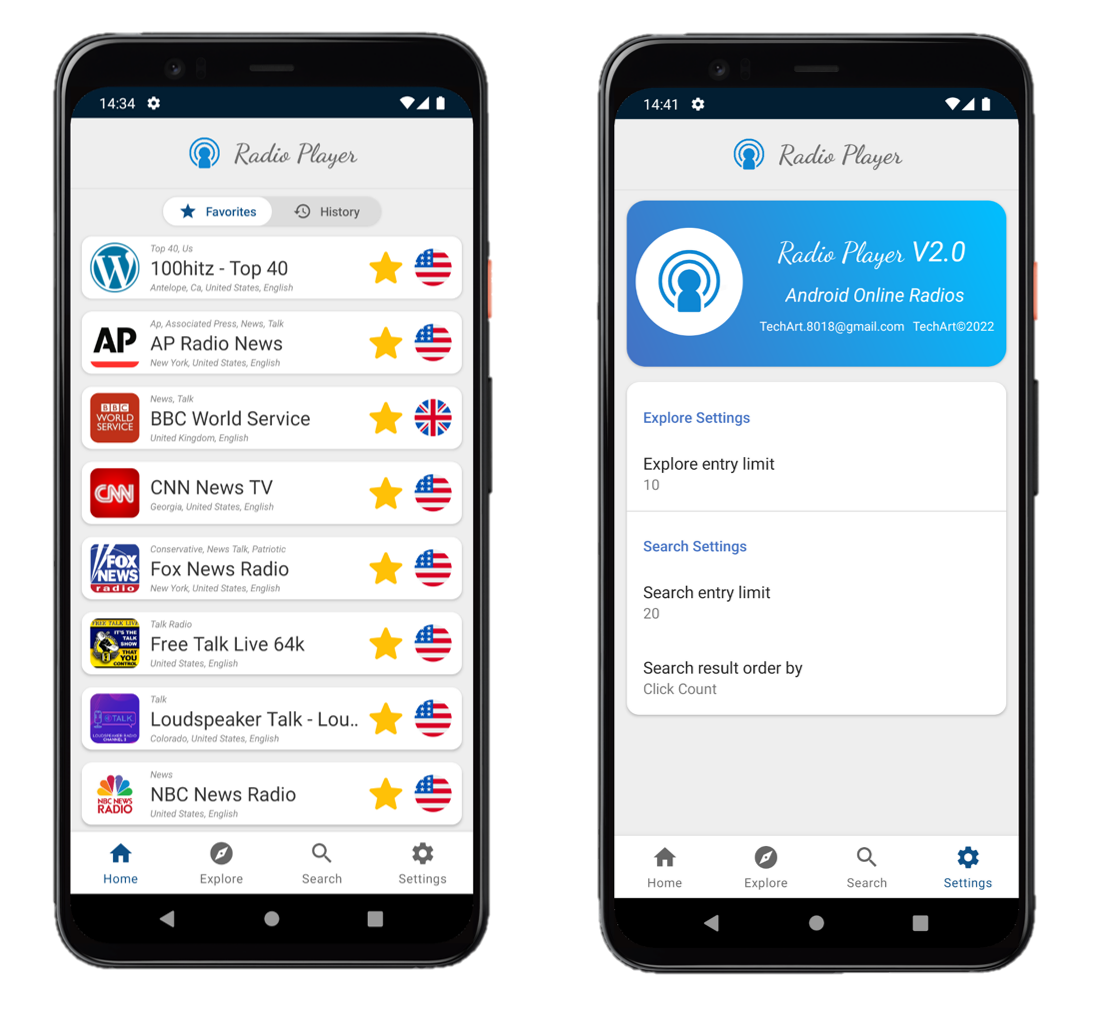 14:34
Radio Player
Favorites
History
Top 40, Us
100hitz - Top 40
Antelope, Ca, United States, English
AP
Ap, Associated Press, News, Talk
AP Radio News
New York, United States, English
BBC
WORLD
SERVICE
News, Talk
BBC World Service
United Kingdom, English
CNN
CNN News TV
Georgia, United States, English
FOX
NEWS
radio
Conservative, News Talk, Patriotic
Fox News Radio
New York, United States, English
FREE TALK LIVE
IT'S THE
TALK
SHOW
THAT
YOU
CONTROL
Talk Radio
Free Talk Live 64k
United States, English
TALK
LOUDSPEAKER RADIO
CHANNEL 3
Talk
Loudspeaker Talk - Lou..
Colorado, United States, English
NBC NEWS
RADIO
News
NBC News Radio
United States, English
Home
Explore
Search
Settings
14:41
Radio Player
Radio Player V2.0
Android Online Radios
TechArt.8018@gmail.com TechArt©2022
Explore Settings
Explore entry limit
10
Search Settings
Search entry limit
20
Search result order by
Click Count
Home
Explore
Search
Settings